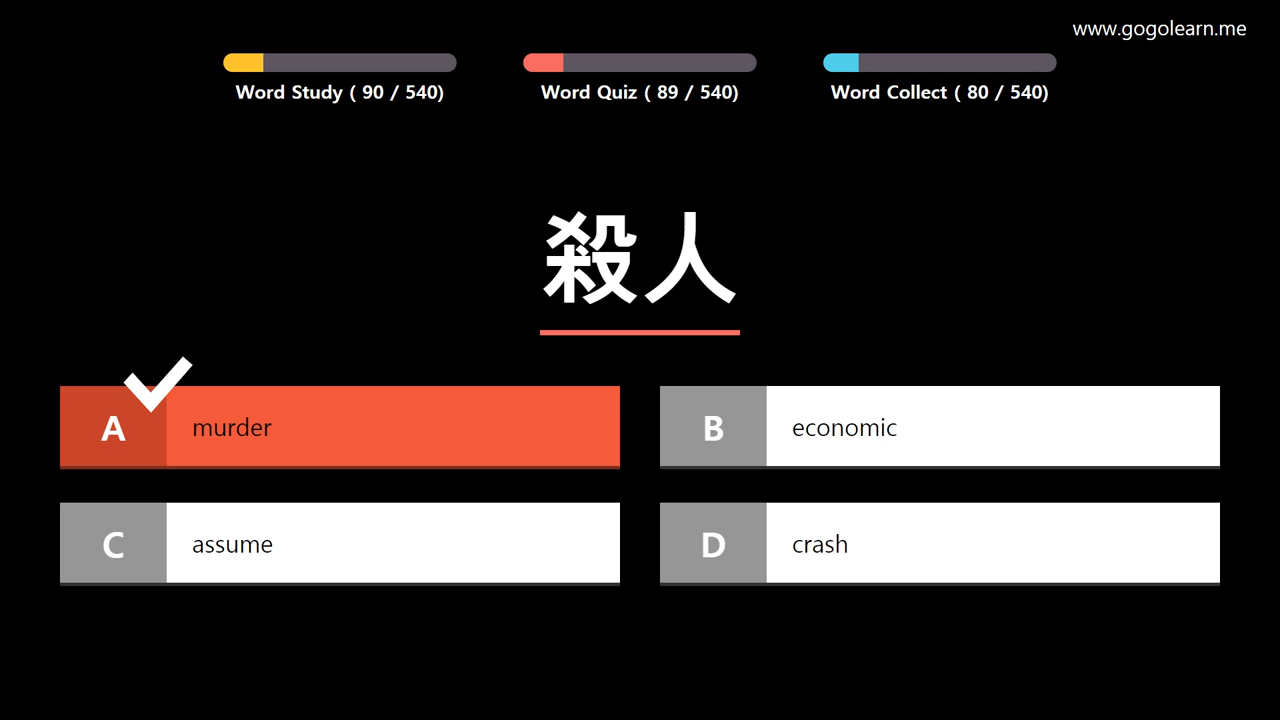 www.gogolearn.me
Word Study ( 90 / 540)
Word Quiz ( 89 / 540)
Word Collect ( 80 / 540)
殺人
A murder
B economic
C assume
D crash